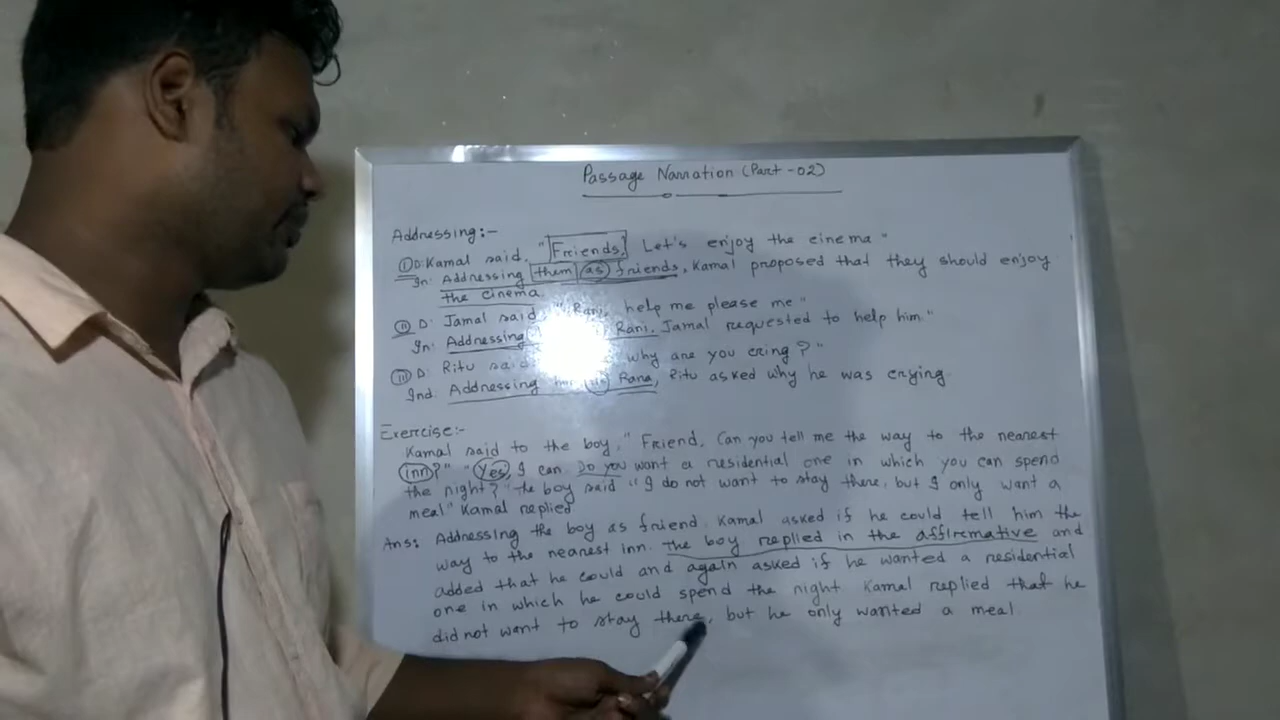 Passage Narration (Part -02)
Addressing:-
(i) D: Kamal said, "Friends, Let's enjoy the cinema"
In: Addressing them as friends, Kamal proposed that they should enjoy
the cinema
(ii) D: Jamal said, " Rani, help me please me"
In: Addressing Rani, Jamal requested to help him."
(iii) D: Ritu said why are you cring?"
Ind. Addressing as Rana, Ritu asked why he was crying
Exercise:-
Kamal said to the boy, " Friend, Can you tell me the way to the nearest
inn?" "Yes, I can Do you want a residential one in which you can spend
the night?" the boy said "I do not want to stay there, but I only want a
meal" Kamal replied
Ans: Addressing the boy as friend, Kamal asked if he could tell him the
way to the nearest inn. The boy replied in the affirmative and
added that he could and again asked if he wanted a residential
one in which he could spend the night Kamal replied that he
did not want to stay there, but he only wanted a meal